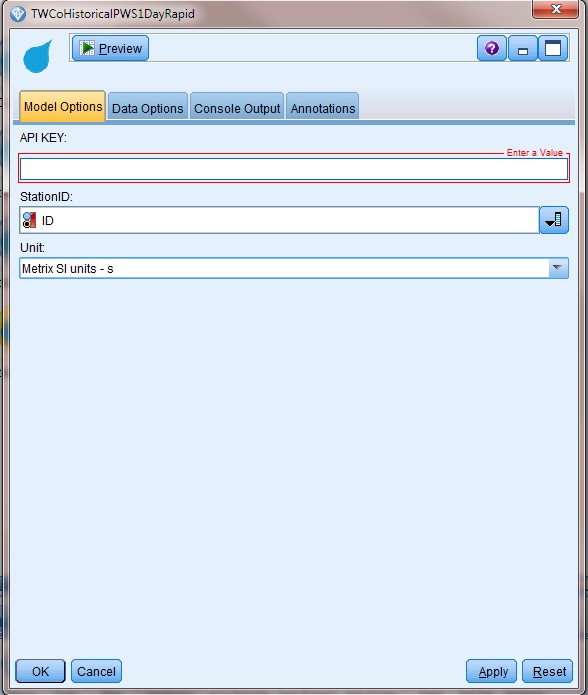 TWCoHistoricalPWS1DayRapid
Preview
?
Model Options Data Options Console Output Annotations
API KEY:
Enter a Value
StationID:
ID
Unit:
Metrix SI units - s
OK Cancel Apply Reset